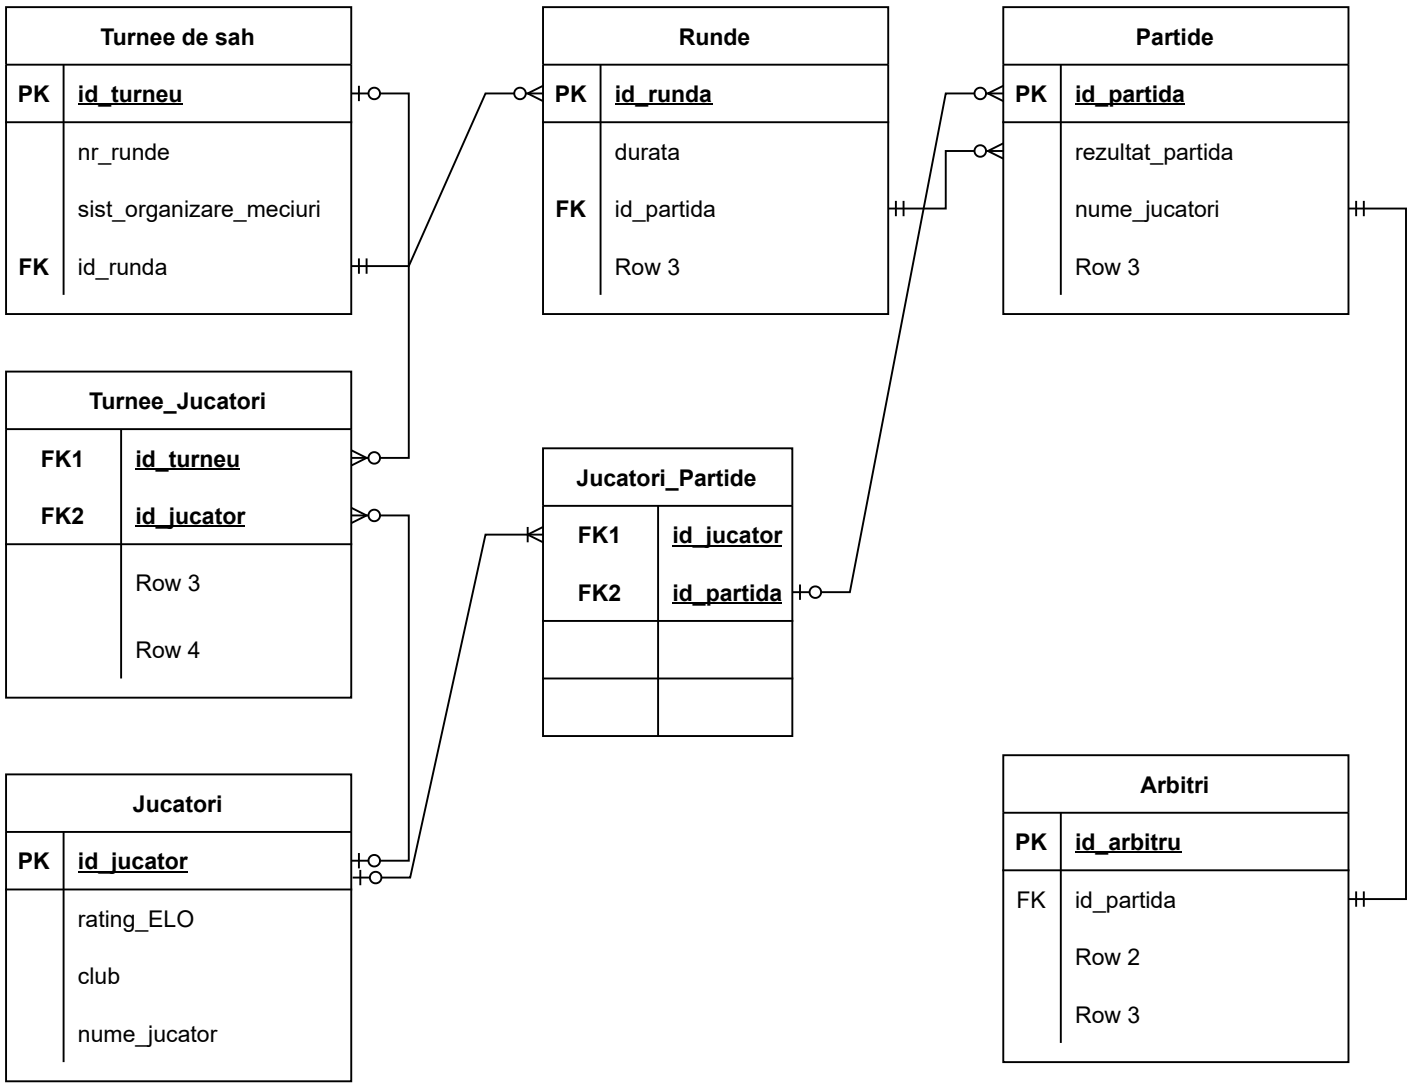 Turnee de sah
PK id_turneu
nr_runde
sist_organizare_meciuri
FK id_runda
Runde
PK id_runda
durata
FK id_partida
Row 3
Partide
PK id_partida
rezultat_partida
nume_jucatori
Row 3
Turnee_Jucatori
FK1 id_turneu
FK2 id_jucator
Row 3
Row 4
Jucatori_Partide
FK1 id_jucator
FK2 id_partida
Jucatori
PK id_jucator
rating_ELO
club
nume_jucator
Arbitri
PK id_arbitru
FK id_partida
Row 2
Row 3